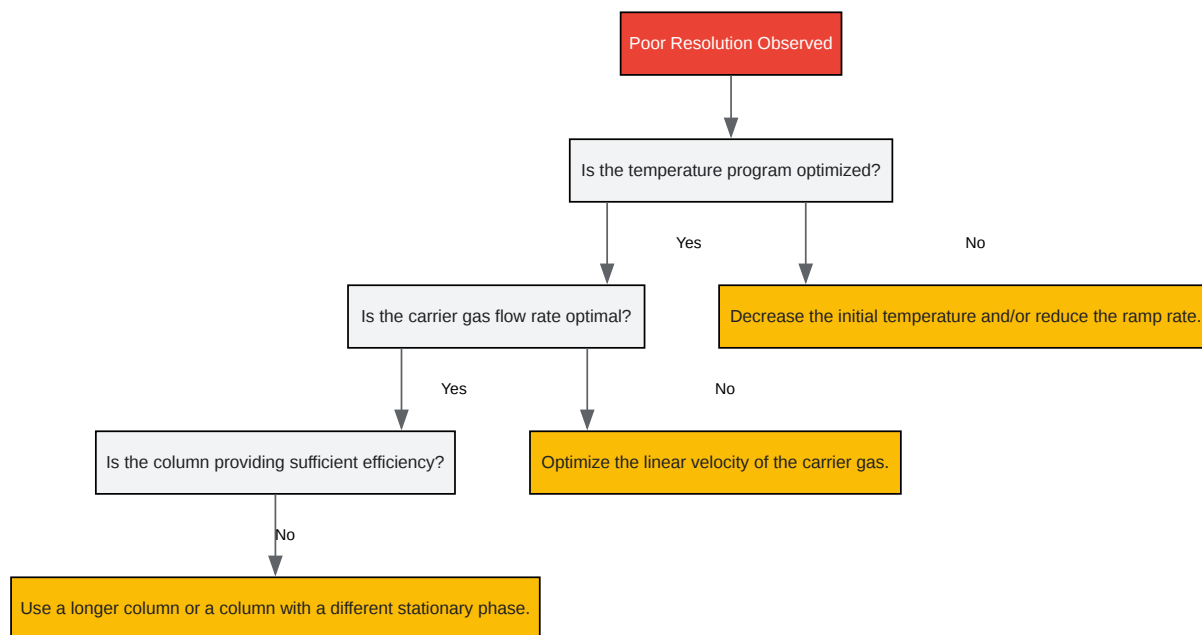 Poor Resolution Observed
Is the temperature program optimized?
Yes
No
Is the carrier gas flow rate optimal?
Decrease the initial temperature and/or reduce the ramp rate.
Yes
No
Is the column providing sufficient efficiency?
Optimize the linear velocity of the carrier gas.
No
Use a longer column or a column with a different stationary phase.